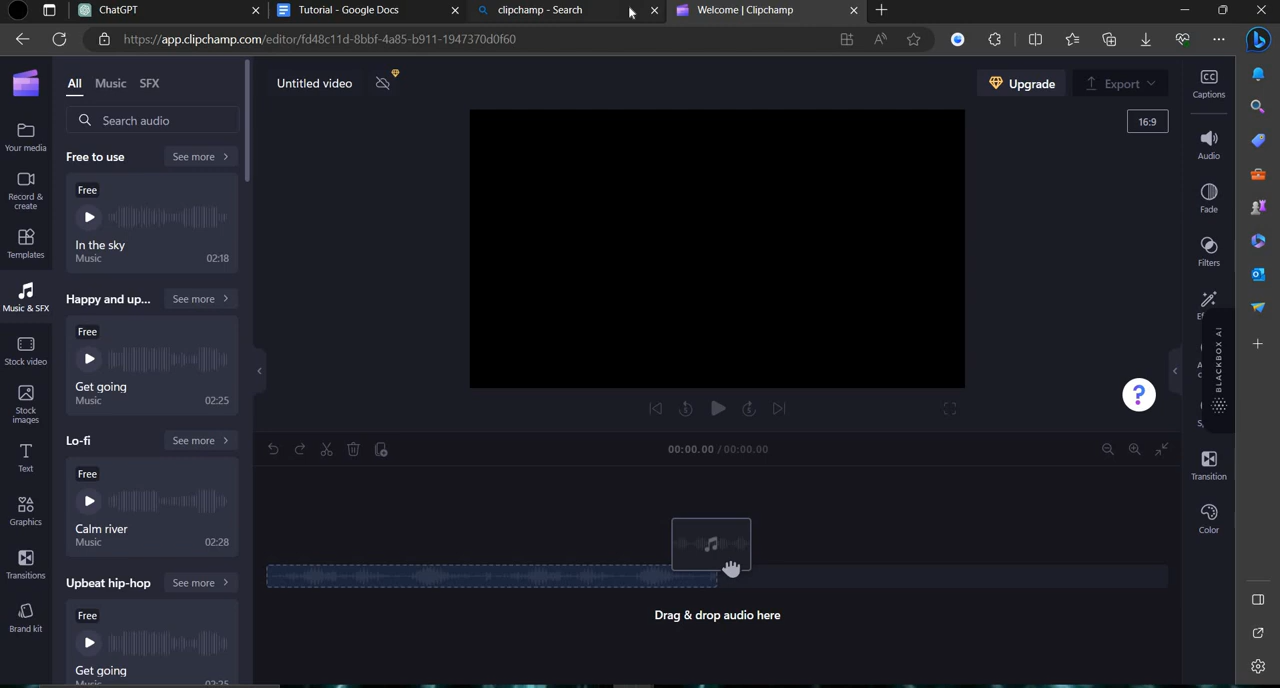 ChatGPT
Tutorial - Google Docs
clipchamp - Search
Welcome | Clipchamp
https://app.clipchamp.com/editor/fd48c11d-8bbf-4a85-b911-1947370d0f60
All Music SFX
Search audio
Free to use See more
Free
In the sky
Music 02:18
Happy and up... See more
Free
Get going
Music 02:25
Lo-fi See more
Free
Calm river
Music 02:28
Upbeat hip-hop See more
Free
Get going
Music 02:25
Your media
Record &
create
Templates
Music & SFX
Stock video
Stock
images
Text
Graphics
Transitions
Brand kit
Untitled video
Upgrade
Export
16:9
?
00:00.00 / 00:00.00
Drag & drop audio here
CC
Captions
Audio
Fade
Filters
BLACKBOX AI
Transition
Color